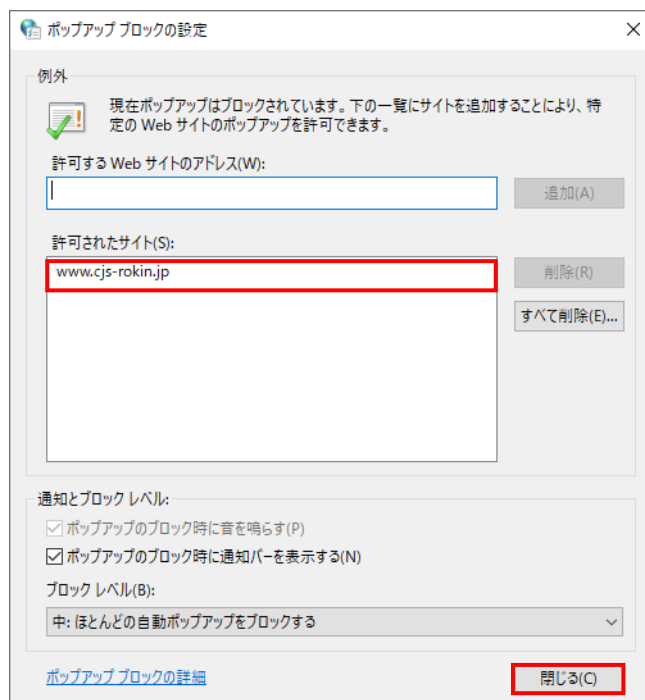 ポップアップ ブロックの設定
例外
現在ポップアップはブロックされています。下の一覧にサイトを追加することにより、特
定の Web サイトのポップアップを許可できます。
許可する Web サイトのアドレス(W):
追加(A)
許可されたサイト(S):
www.cjs-rokin.jp
削除(R)
すべて削除(E)...
通知とブロック レベル:
ポップアップのブロック時に音を鳴らす(P)
ポップアップのブロック時に通知バーを表示する(N)
ブロック レベル(B):
中: ほとんどの自動ポップアップをブロックする
ポップアップ ブロックの詳細
閉じる(C)